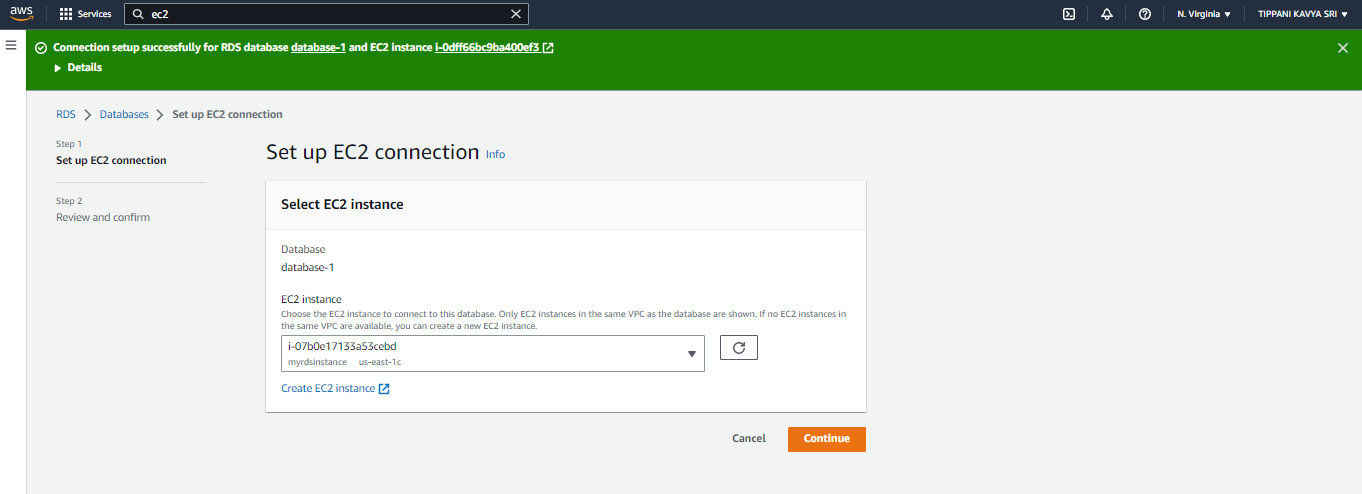 aws
Services
ec2
N. Virginia
TIPPANI KAVYA SRI
Connection setup successfully for RDS database database-1 and EC2 instance i-0dff66bc9ba400ef3
Details
RDS
Databases
Set up EC2 connection
Step 1
Set up EC2 connection
Step 2
Review and confirm
Set up EC2 connection Info
Select EC2 instance
Database
database-1
EC2 instance
Choose the EC2 instance to connect to this database. Only EC2 instances in the same VPC as the database are shown. If no EC2 instances in
the same VPC are available, you can create a new EC2 instance.
i-07b0e17133a53cebd
myrdsinstance us-east-1c
Create EC2 instance
Cancel
Continue